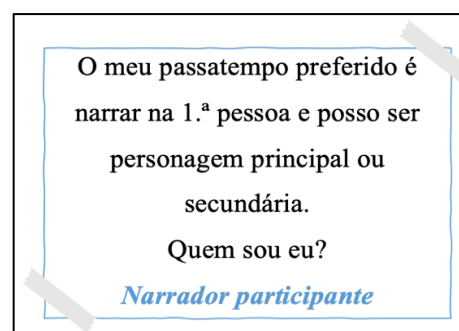 O meu passatempo preferido é
narrar na 1.ª pessoa e posso ser
personagem principal ou
secundária.
Quem sou eu?
Narrador participante